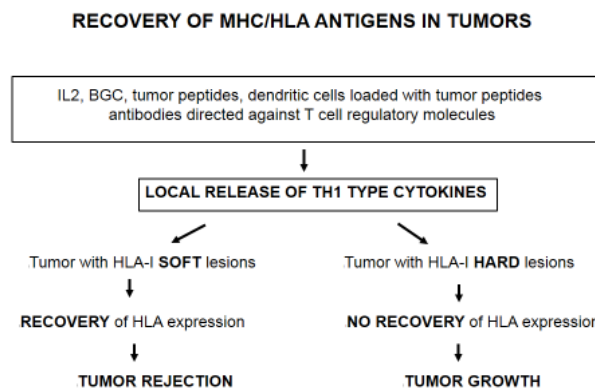 RECOVERY OF MHC/HLA ANTIGENS IN TUMORS
IL2, BGC, tumor peptides, dendritic cells loaded with tumor peptides
antibodies directed against T cell regulatory molecules
LOCAL RELEASE OF TH1 TYPE CYTOKINES
.Tumor with HLA-I SOFT lesions
.Tumor with HLA-I HARD lesions
.RECOVERY of HLA expression
.NO RECOVERY of HLA expression
.TUMOR REJECTION
.TUMOR GROWTH